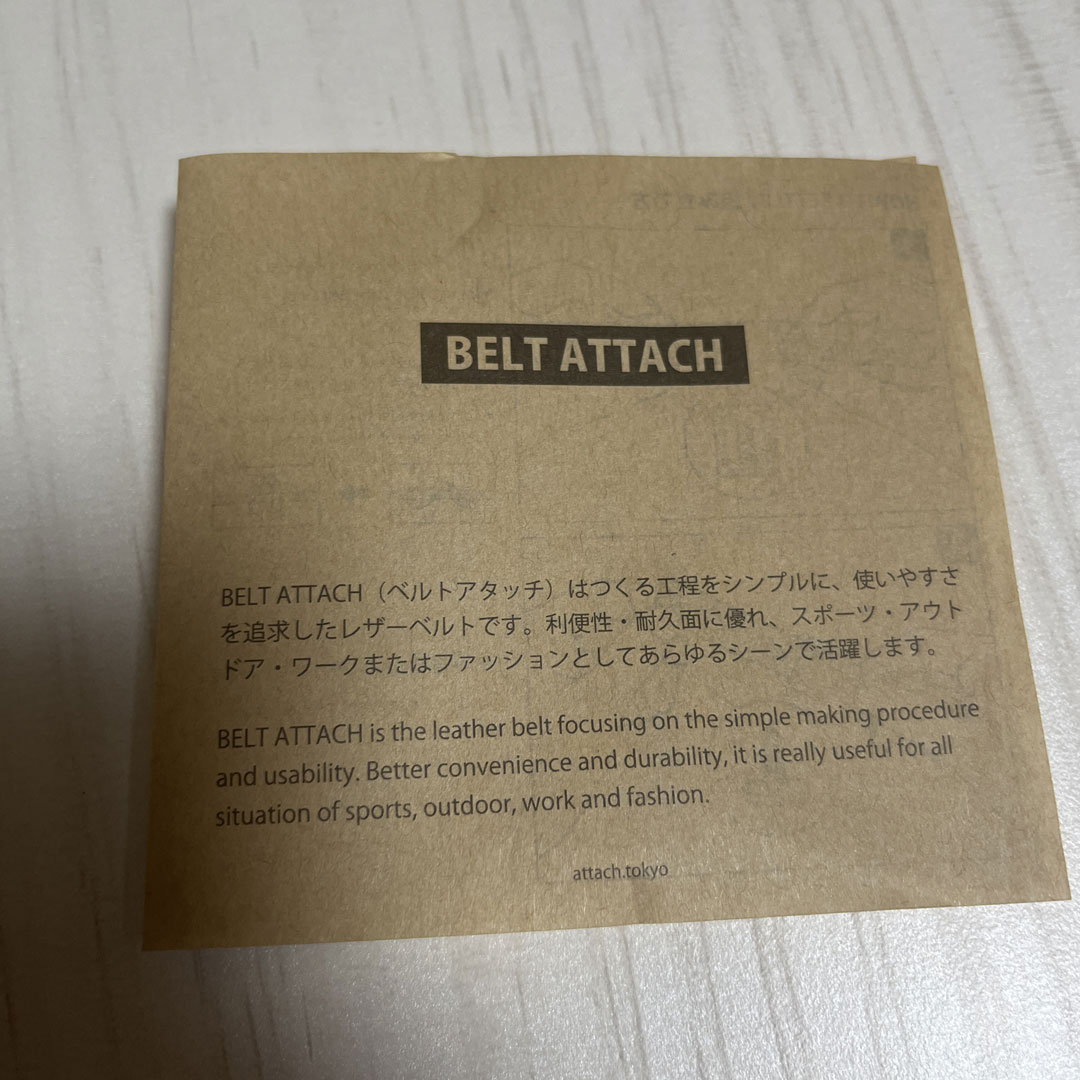 BELT ATTACH
BELT ATTACH（ベルトアタッチ）はつくる工程をシンプルに、使いやすさ
を追求したレザーベルトです。利便性・耐久面に優れ、スポーツ・アウト
ドア・ワークまたはファッションとしてあらゆるシーンで活躍します。
BELT ATTACH is the leather belt focusing on the simple making procedure
and usability. Better convenience and durability, it is really useful for all
situation of sports, outdoor, work and fashion.
attach.tokyo